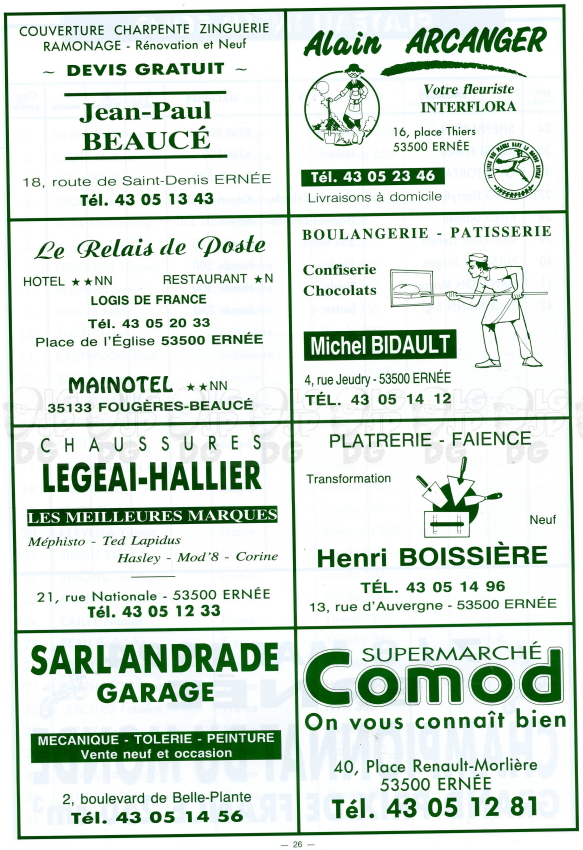 COUVERTURE CHARPENTE ZINGUERIE
RAMONAGE - Rénovation et Neuf
~ DEVIS GRATUIT ~
Jean-Paul
BEAUCÉ
18, route de Saint-Denis ERNÉE
Tél. 43 05 13 43
Alain ARCANGER
Votre fleuriste
INTERFLORA
16, place Thiers
53500 ERNÉE
INTERFLORA
Tél. 43 05 23 46
Livraisons à domicile
Le Relais de Poste
HOTEL ★★NN RESTAURANT ★N
LOGIS DE FRANCE
Tél. 43 05 20 33
Place de l'Église 53500 ERNÉE
MAINOTEL ★★NN
35133 FOUGÈRES-BEAUCÉ
BOULANGERIE - PATISSERIE
Confiserie
Chocolats
Michel BIDAULT
4, rue Jeudry - 53500 ERNÉE
TÉL. 43 05 14 12
CHAUSSURES
LEGEAI-HALLIER
LES MEILLEURES MARQUES
Méphisto - Ted Lapidus
Hasley - Mod'8 - Corine
21, rue Nationale - 53500 ERNÉE
Tél. 43 05 12 33
PLATRERIE - FAIENCE
Transformation
Neuf
Henri BOISSIÈRE
TÉL. 43 05 14 96
13, rue d'Auvergne - 53500 ERNÉE
SARL ANDRADE
GARAGE
MECANIQUE - TOLERIE - PEINTURE
Vente neuf et occasion
2, boulevard de Belle-Plante
Tél. 43 05 14 56
SUPERMARCHÉ
Comod
On vous connaît bien
40, Place Renault-Morlière
53500 ERNÉE
Tél. 43 05 12 81
— 26 —